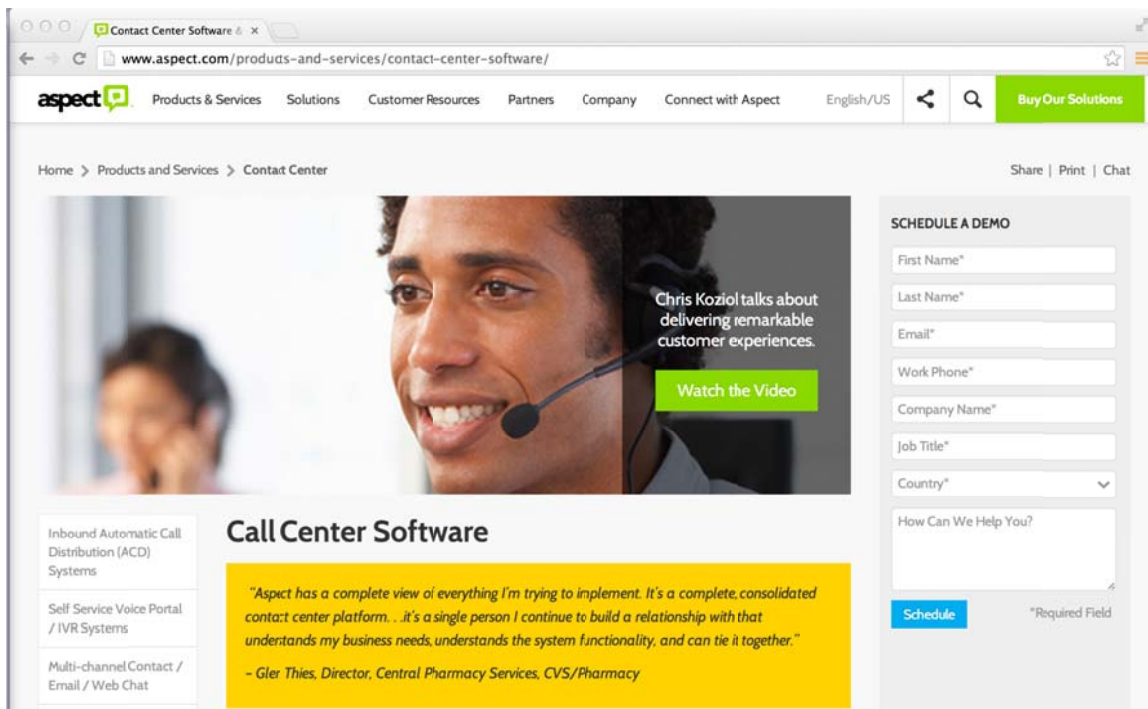 Contact Center Software &
www.aspect.com/products-and-services/contact-center-software/
aspect Products & Services Solutions Customer Resources Partners Company Connect with Aspect English/US Buy Our Solutions
Home > Products and Services > Contact Center
Share | Print | Chat
Chris Koziol talks about
delivering remarkable
customer experiences.
Watch the Video
SCHEDULE A DEMO
First Name*
Last Name*
Email*
Work Phone*
Company Name*
Job Title*
Country*
How Can We Help You?
Schedule
*Required Field
Inbound Automatic Call
Distribution (ACD)
Systems
Self Service Voice Portal
/ IVR Systems
Multi-channel Contact /
Email / Web Chat
Call Center Software
"Aspect has a complete view of everything I'm trying to implement. It's a complete, consolidated
contact center platform. . .it's a single person I continue to build a relationship with that
understands my business needs, understands the system functionality, and can tie it together."
– Gler Thies, Director, Central Pharmacy Services, CVS/Pharmacy